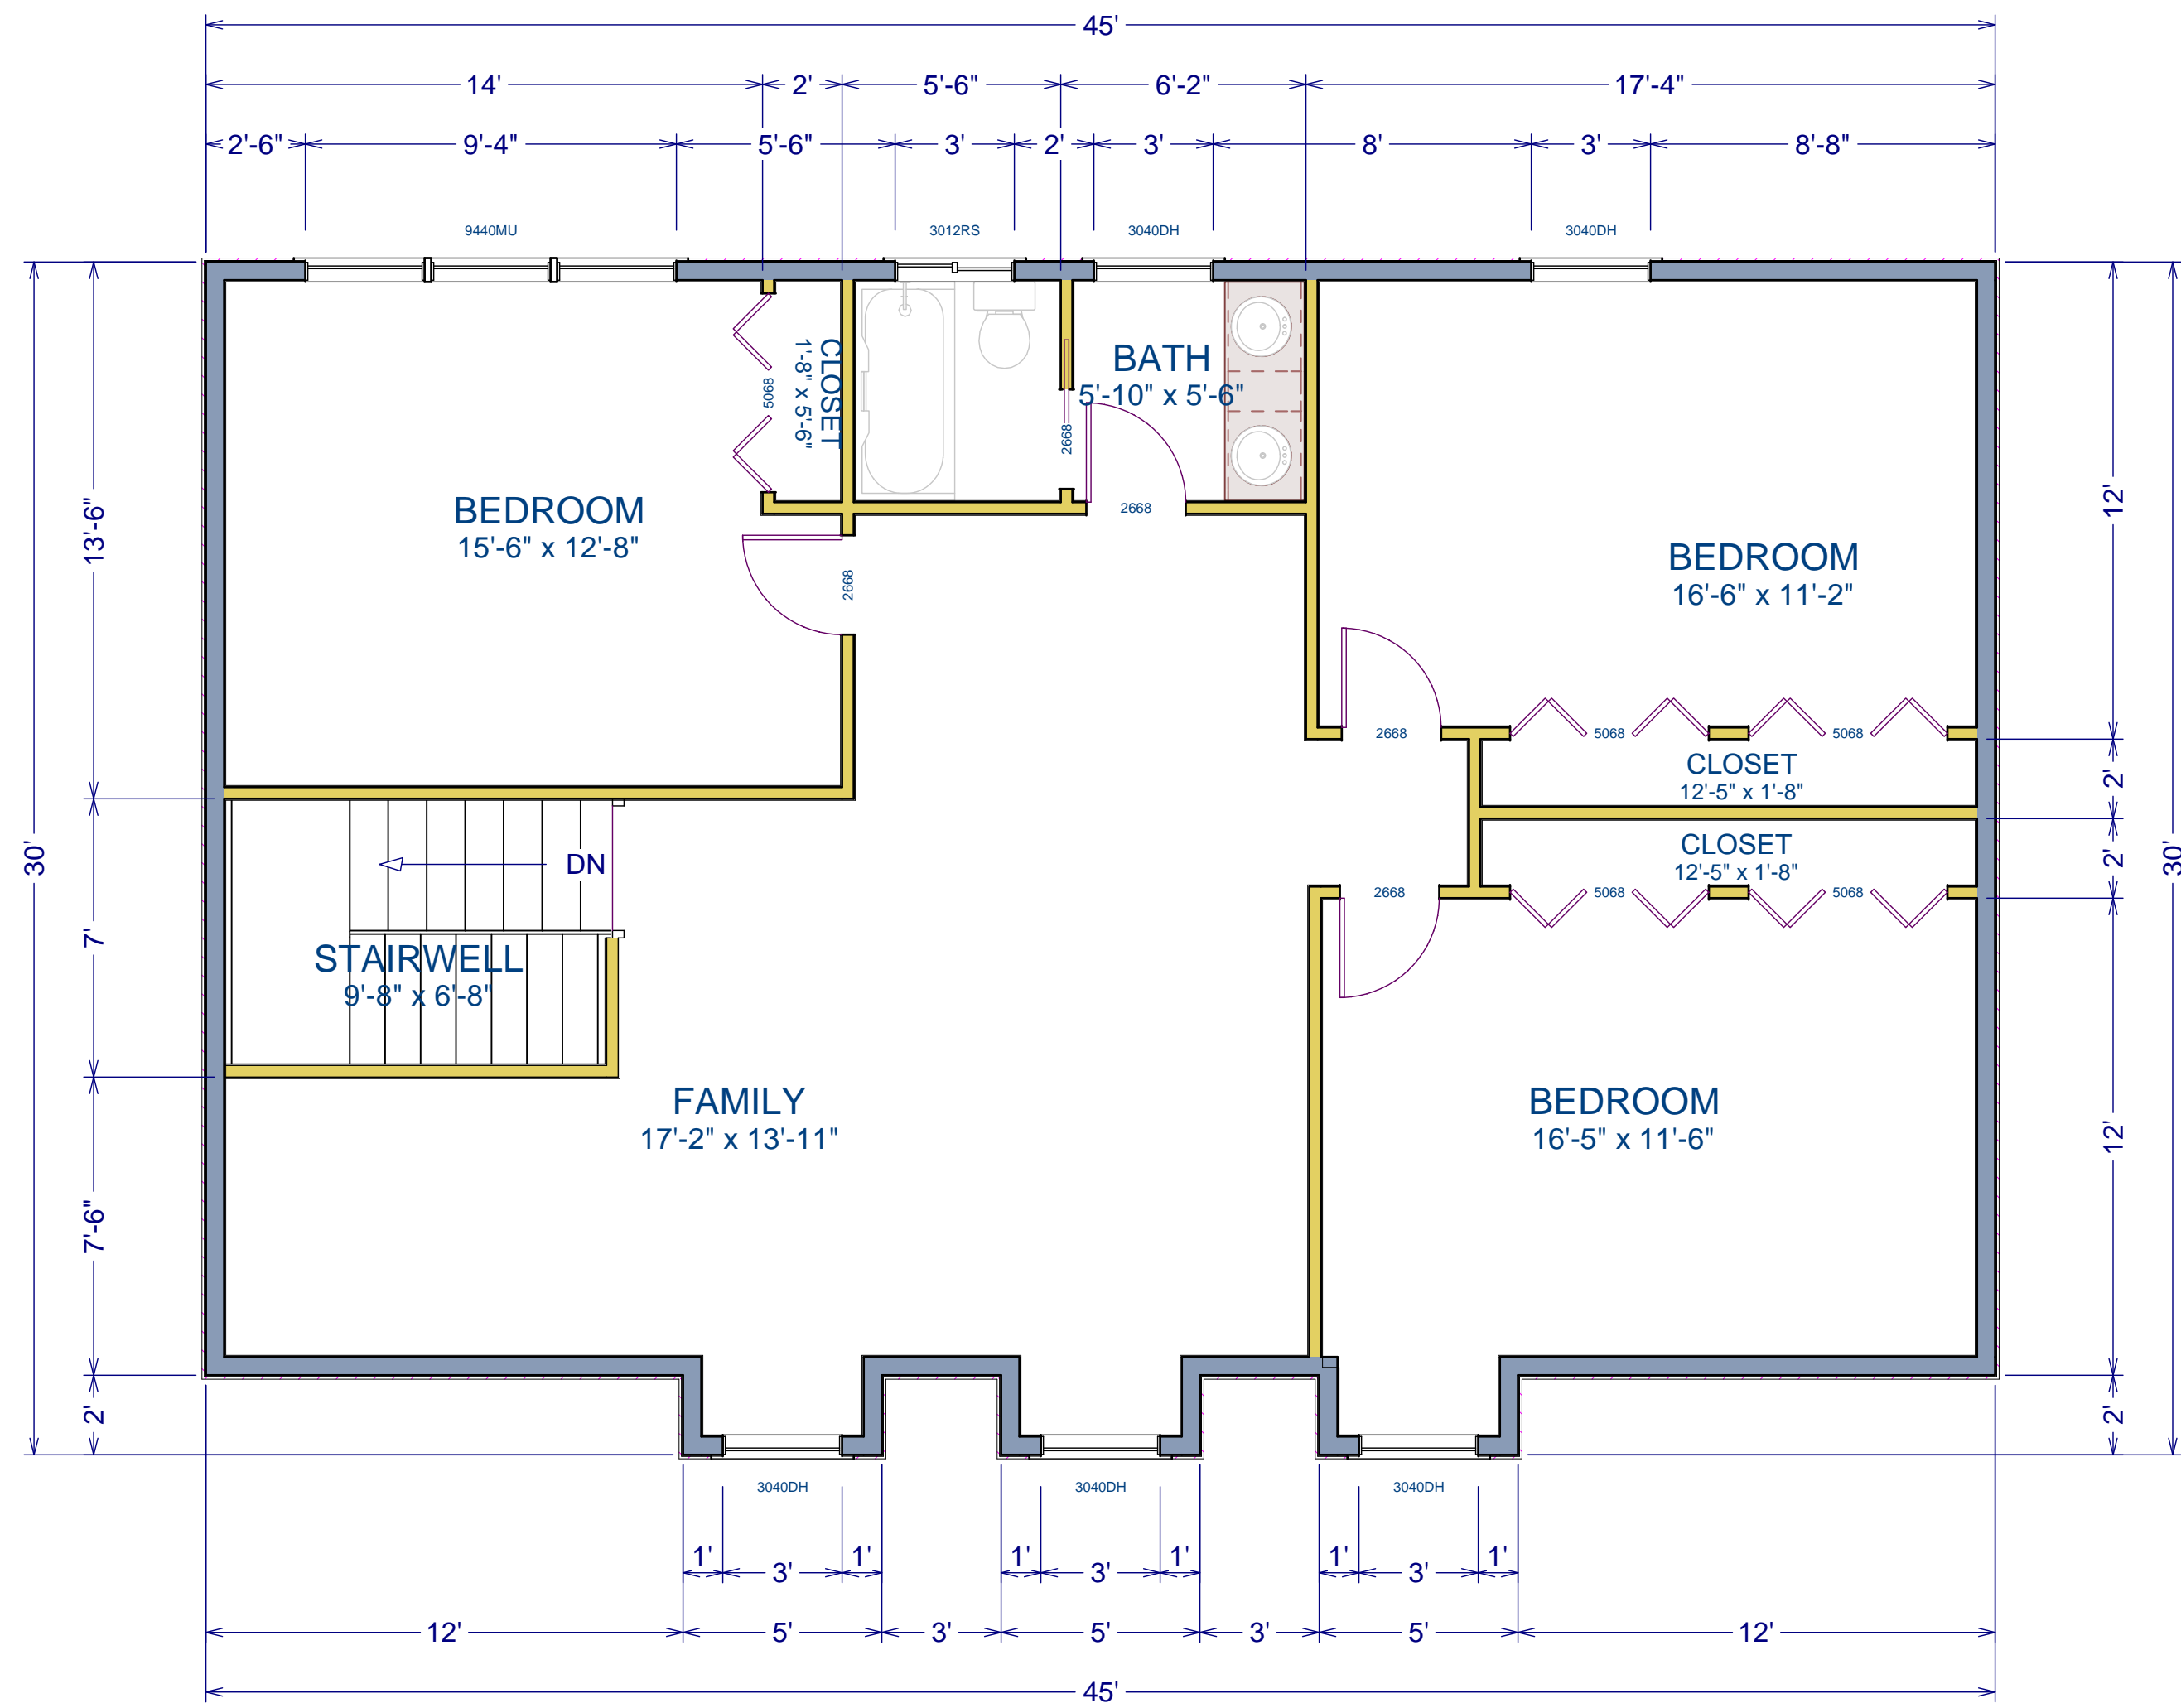 45'
14'
2'
5'-6"
6'-2"
17'-4"
2'-6"
9'-4"
5'-6"
3'
2'
3'
8'
3'
8'-8"
9440MU
3012RS
3040DH
3040DH
CLOSET
1'-8" x 5'-6"
5068
BATH
5'-10" x 5'-6"
2668
2668
BEDROOM
15'-6" x 12'-8"
2668
BEDROOM
16'-6" x 11'-2"
13'-6"
12'
2668
5068
5068
CLOSET
12'-5" x 1'-8"
2'
CLOSET
12'-5" x 1'-8"
2'
30'
30'
DN
2668
5068
5068
7'
STAIRWELL
9'-8" x 6'-8"
FAMILY
17'-2" x 13'-11"
BEDROOM
16'-5" x 11'-6"
12'
7'-6"
2'
2'
3040DH
3040DH
3040DH
1'
3'
1'
1'
3'
1'
1'
3'
1'
12'
5'
3'
5'
3'
5'
12'
45'